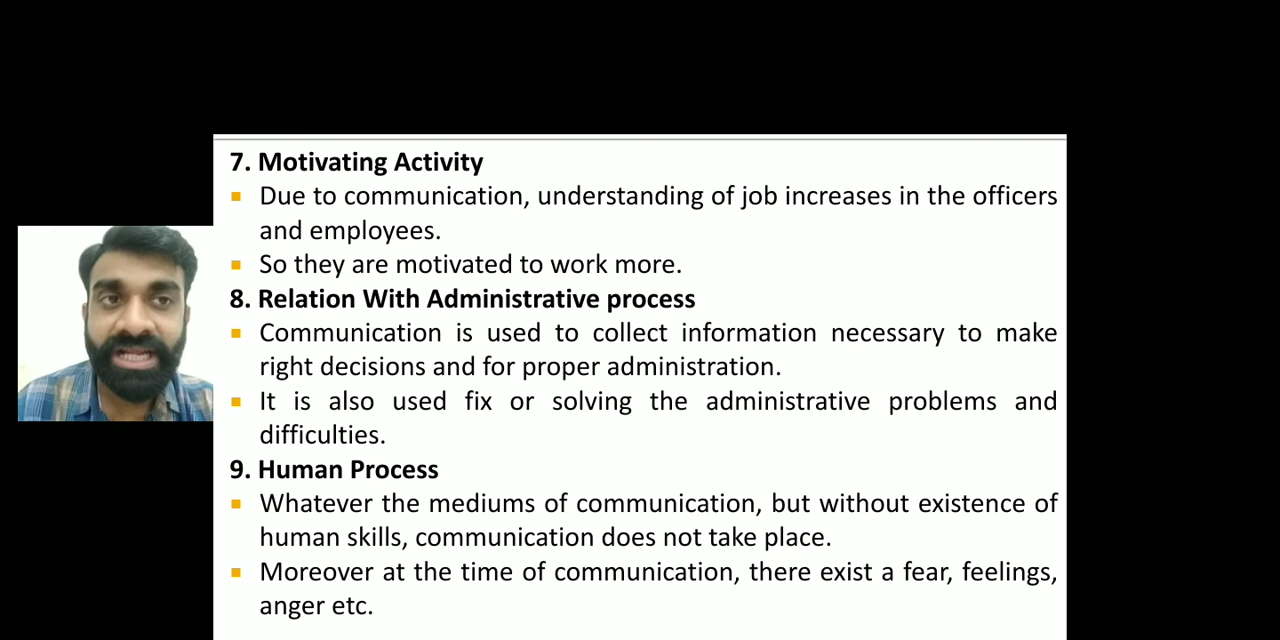 7. Motivating Activity
▪ Due to communication, understanding of job increases in the officers
and employees.
▪ So they are motivated to work more.
8. Relation With Administrative process
▪ Communication is used to collect information necessary to make
right decisions and for proper administration.
▪ It is also used fix or solving the administrative problems and
difficulties.
9. Human Process
▪ Whatever the mediums of communication, but without existence of
human skills, communication does not take place.
▪ Moreover at the time of communication, there exist a fear, feelings,
anger etc.